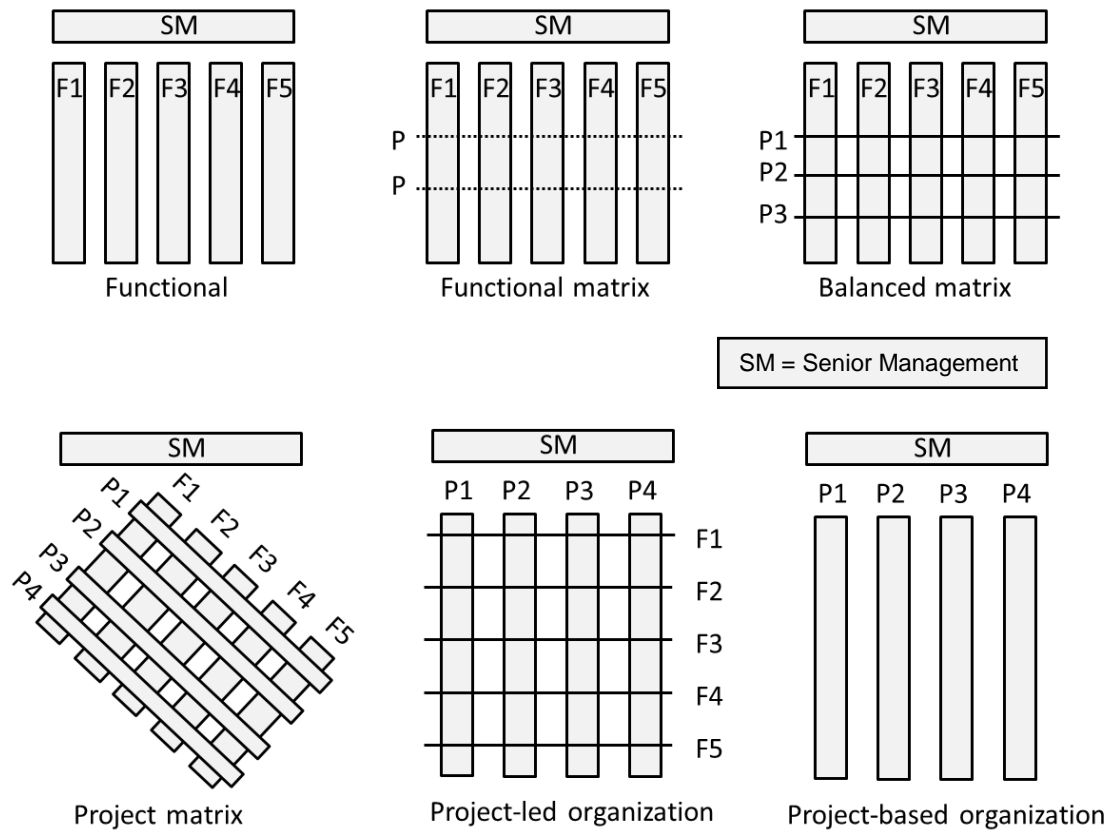 SM
F1 F2 F3 F4 F5
Functional
SM
F1 F2 F3 F4 F5
P
P
Functional matrix
SM
F1 F2 F3 F4 F5
P1
P2
P3
Balanced matrix
SM = Senior Management
SM
P1
P2
P3
P4
F1
F2
F3
F4
F5
Project matrix
SM
P1 P2 P3 P4
F1
F2
F3
F4
F5
Project-led organization
SM
P1 P2 P3 P4
Project-based organization